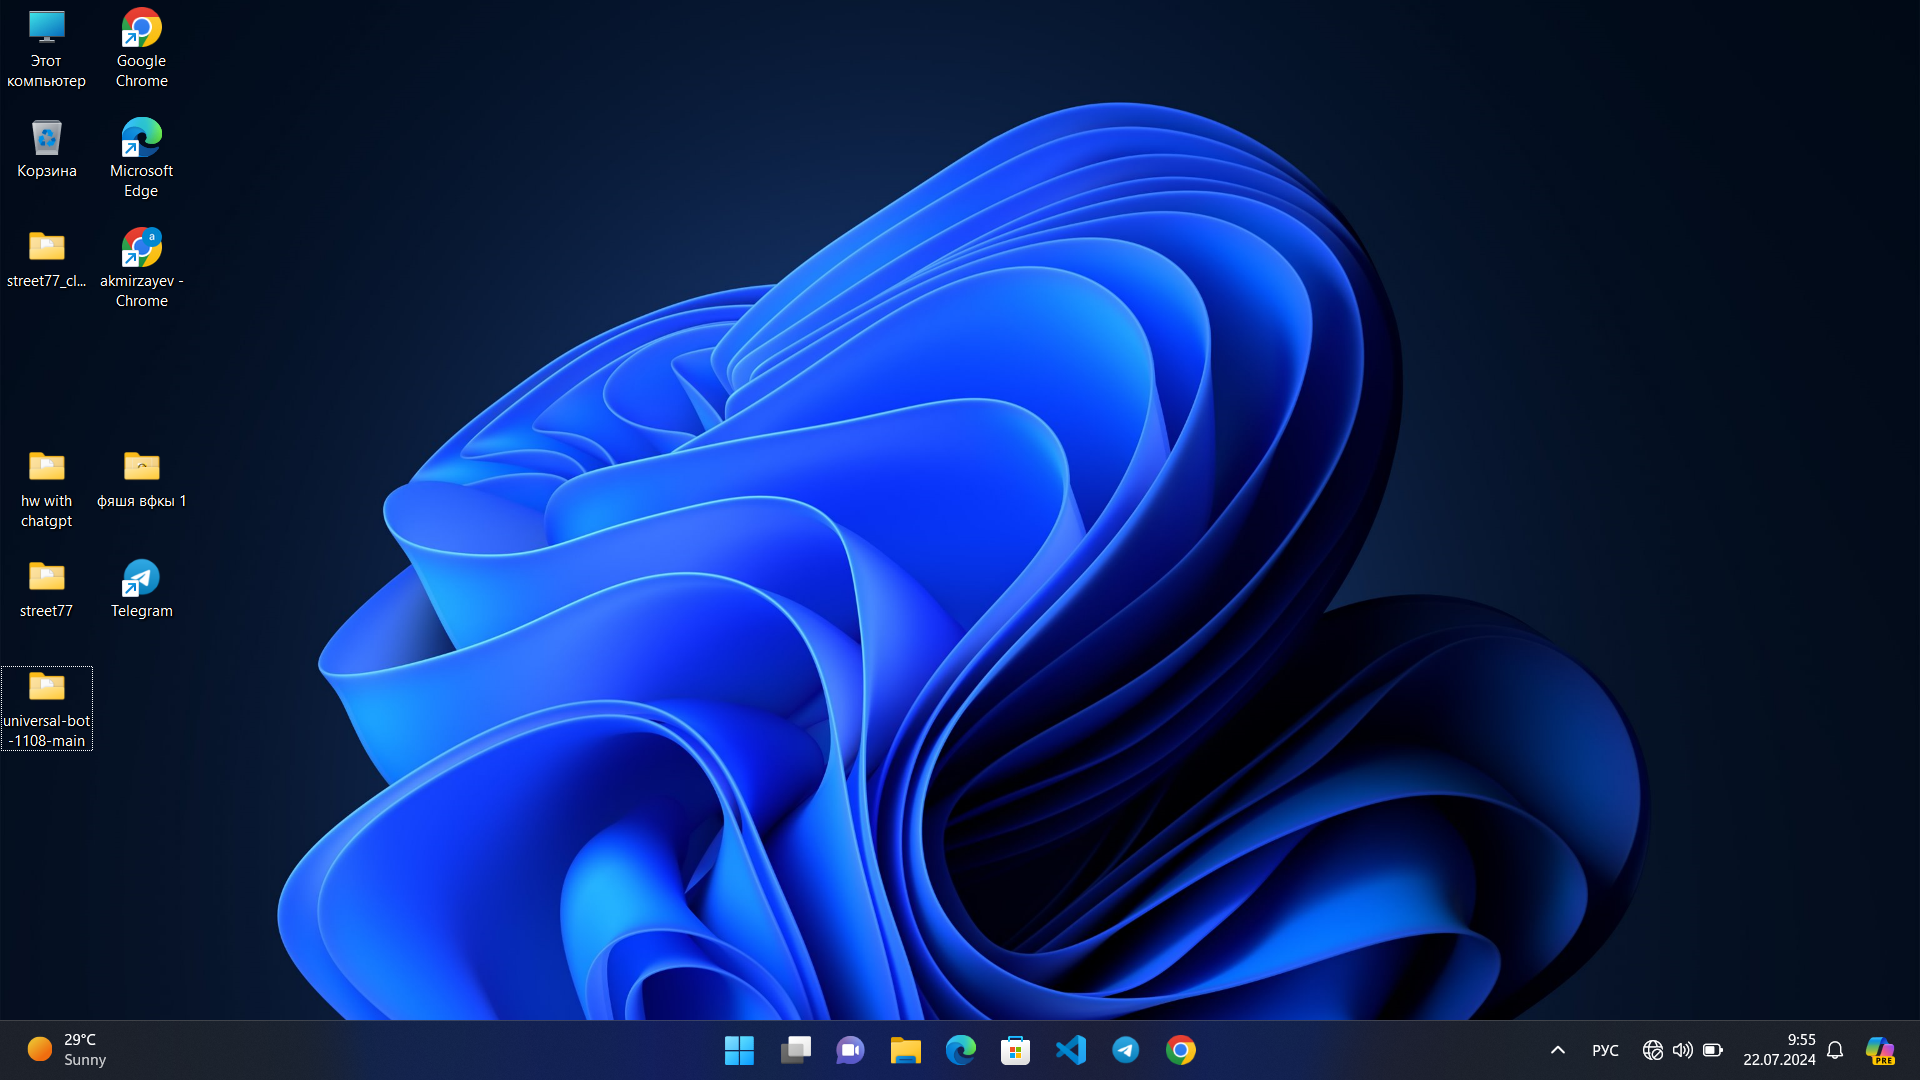 Этот
компьютер
Google
Chrome
Корзина
Microsoft
Edge
street77_cl...
a
akmirzayev -
Chrome
hw with
chatgpt
фяшя вфкы 1
street77
Telegram
universal-bot
-1108-main
29°C
Sunny
РУС
9:55
22.07.2024
PRE